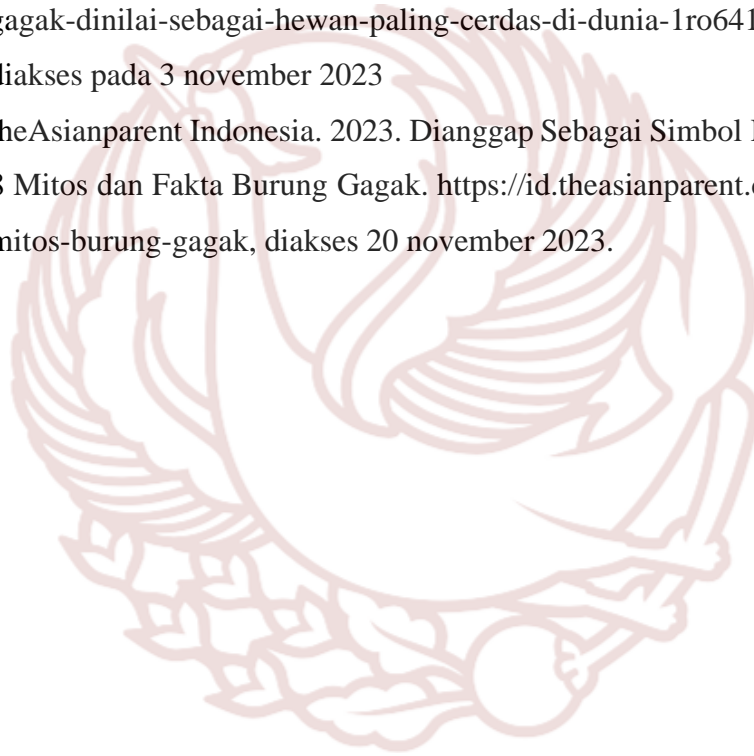 gagak-dinilai-sebagai-hewan-paling-cerdas-di-dunia-1ro641
diakses pada 3 november 2023
heAsianparent Indonesia. 2023. Dianggap Sebagai Simbol
8 Mitos dan Fakta Burung Gagak. https://id.theasianparent.
mitos-burung-gagak, diakses 20 november 2023.